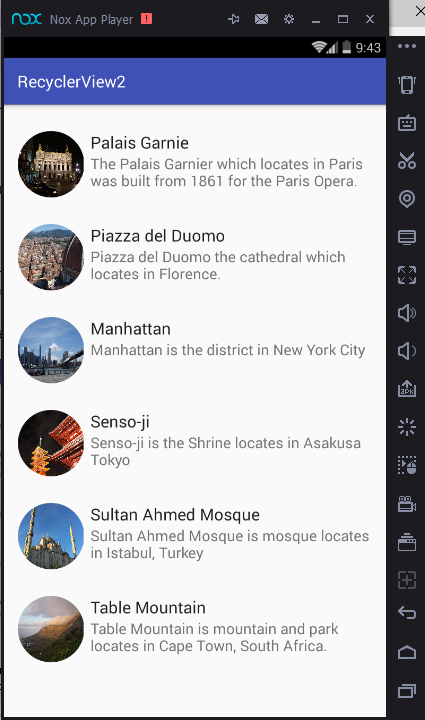 nox Nox App Player
9:43
RecyclerView2
Palais Garnie
The Palais Garnier which locates in Paris
was built from 1861 for the Paris Opera.
Piazza del Duomo
Piazza del Duomo the cathedral which
locates in Florence.
Manhattan
Manhattan is the district in New York City
Senso-ji
Senso-ji is the Shrine locates in Asakusa
Tokyo
Sultan Ahmed Mosque
Sultan Ahmed Mosque is mosque locates
in Istabul, Turkey
Table Mountain
Table Mountain is mountain and park
locates in Cape Town, South Africa.